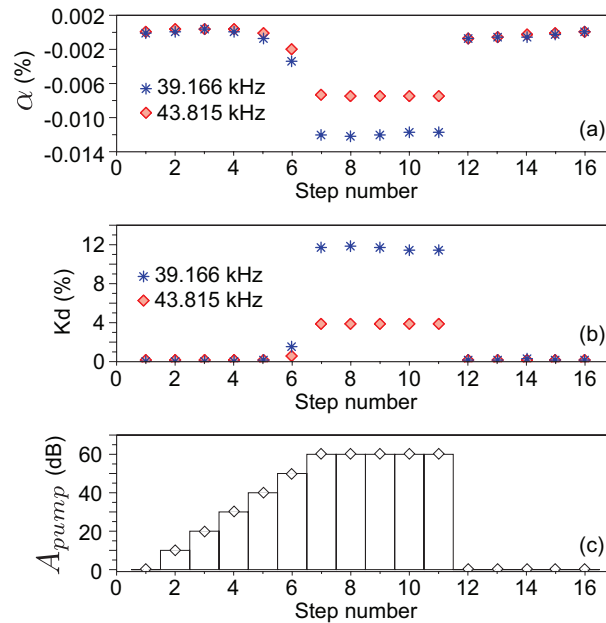 0.002
-0.002
-0.006
-0.010
-0.014
α (%)
39.166 kHz
43.815 kHz
(a)
0 2 4 6 8 10 12 14 16
Step number
12
8
4
0
Kd (%)
39.166 kHz
43.815 kHz
(b)
0 2 4 6 8 10 12 14 16
Step number
60
40
20
0
A_pump (dB)
(c)
0 2 4 6 8 10 12 14 16
Step number